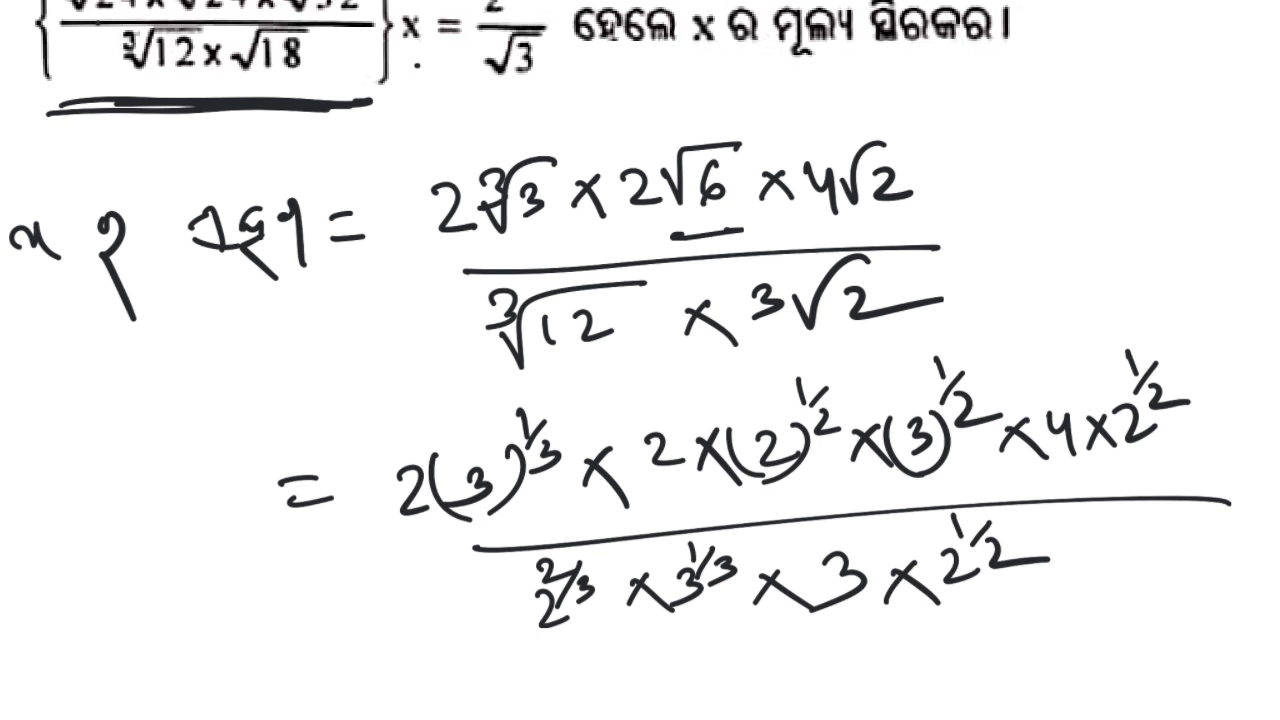 ∛12 x √18 } x = 2/√3 ହେଲେ x ର ମୂଲ୍ୟ ସ୍ଥିରକର।
x ର = (2∛3 × 2√6 × 4√2) / (∛12 × 3√2)
= (2(3)^1/3 × 2 × (2)^1/2 × (3)^1/2 × 4 × 2^1/2) / (2^2/3 × 3^1/3 × 3 × 2^1/2)